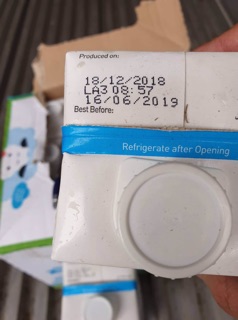 Produced on:
18/12/2018
LA3 08:57
16/06/2019
Best Before:
Refrigerate after Opening